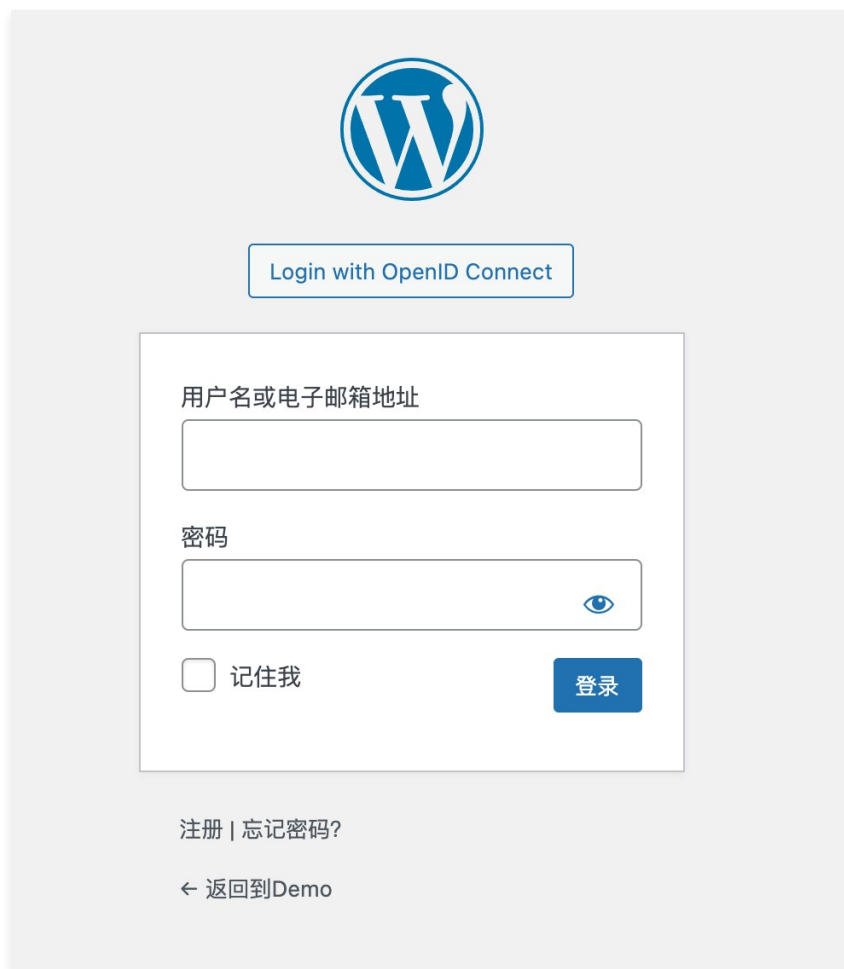 Login with OpenID Connect
用户名或电子邮箱地址
密码
记住我
登录
注册 | 忘记密码?
← 返回到Demo